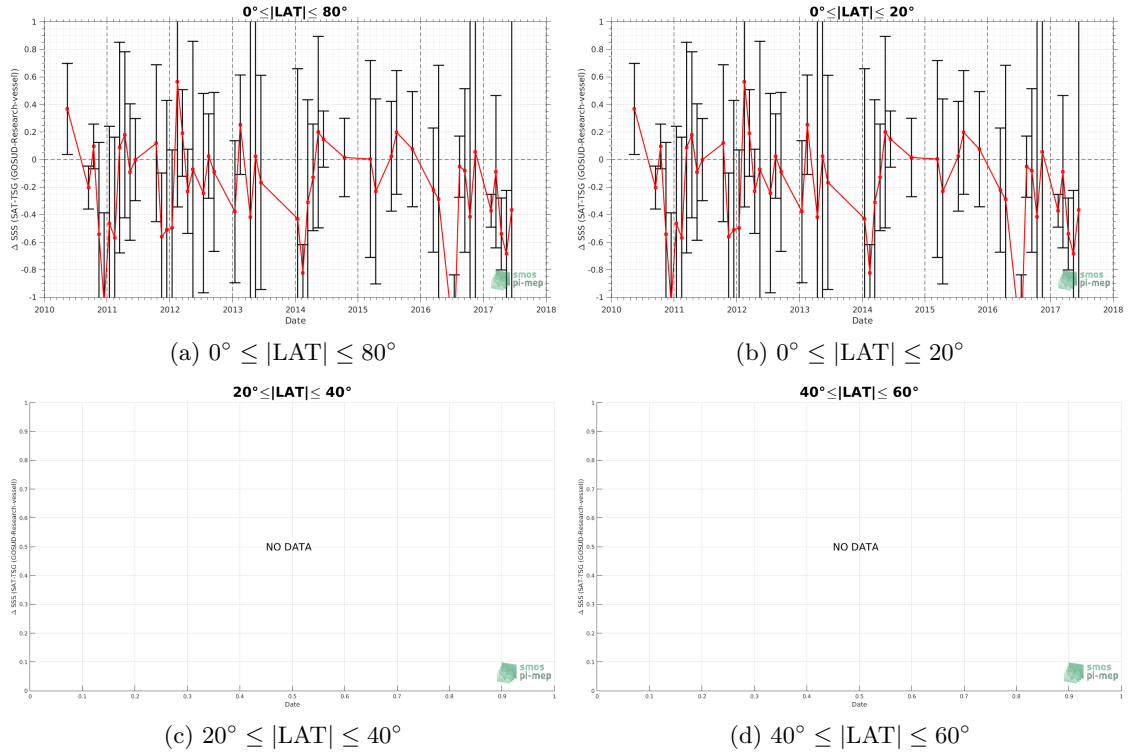 0°≤|LAT|≤ 80°
Δ SSS (SAT-TSG (GOSUD-Research-vessel))
1
0.8
0.6
0.4
0.2
0
-0.2
-0.4
-0.6
-0.8
-1
2010 2011 2012 2013 2014 2015 2016 2017 2018
Date
smos
pi-mep
(a) 0° ≤ |LAT| ≤ 80°
0°≤|LAT|≤ 20°
Δ SSS (SAT-TSG (GOSUD-Research-vessel))
1
0.8
0.6
0.4
0.2
0
-0.2
-0.4
-0.6
-0.8
-1
2010 2011 2012 2013 2014 2015 2016 2017 2018
Date
smos
pi-mep
(b) 0° ≤ |LAT| ≤ 20°
20°≤|LAT|≤ 40°
Δ SSS (SAT-TSG (GOSUD-Research-vessel))
1
0.9
0.8
0.7
0.6
0.5
0.4
0.3
0.2
0.1
0
NO DATA
0 0.1 0.2 0.3 0.4 0.5 0.6 0.7 0.8 0.9 1
Date
smos
pi-mep
(c) 20° ≤ |LAT| ≤ 40°
40°≤|LAT|≤ 60°
Δ SSS (SAT-TSG (GOSUD-Research-vessel))
1
0.9
0.8
0.7
0.6
0.5
0.4
0.3
0.2
0.1
0
NO DATA
0 0.1 0.2 0.3 0.4 0.5 0.6 0.7 0.8 0.9 1
Date
smos
pi-mep
(d) 40° ≤ |LAT| ≤ 60°